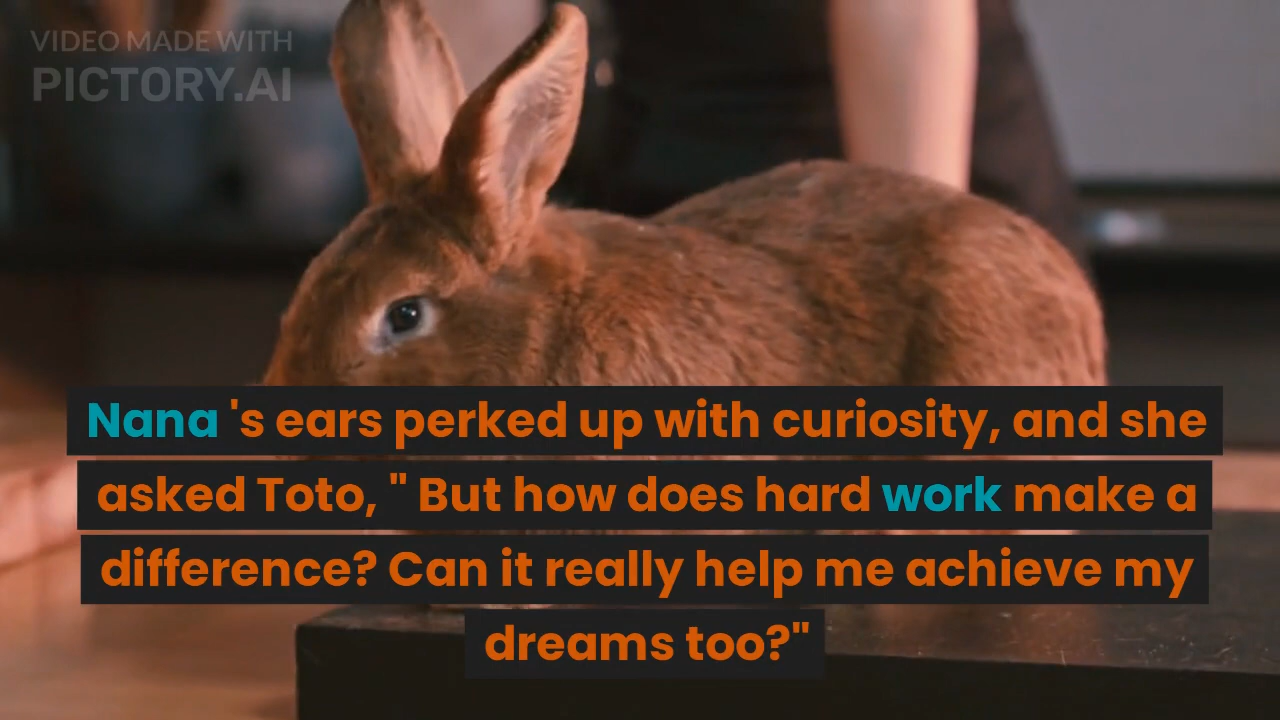 VIDEO MADE WITH
PICTORY.AI
Nana 's ears perked up with curiosity, and she
asked Toto, " But how does hard work make a
difference? Can it really help me achieve my
dreams too?"